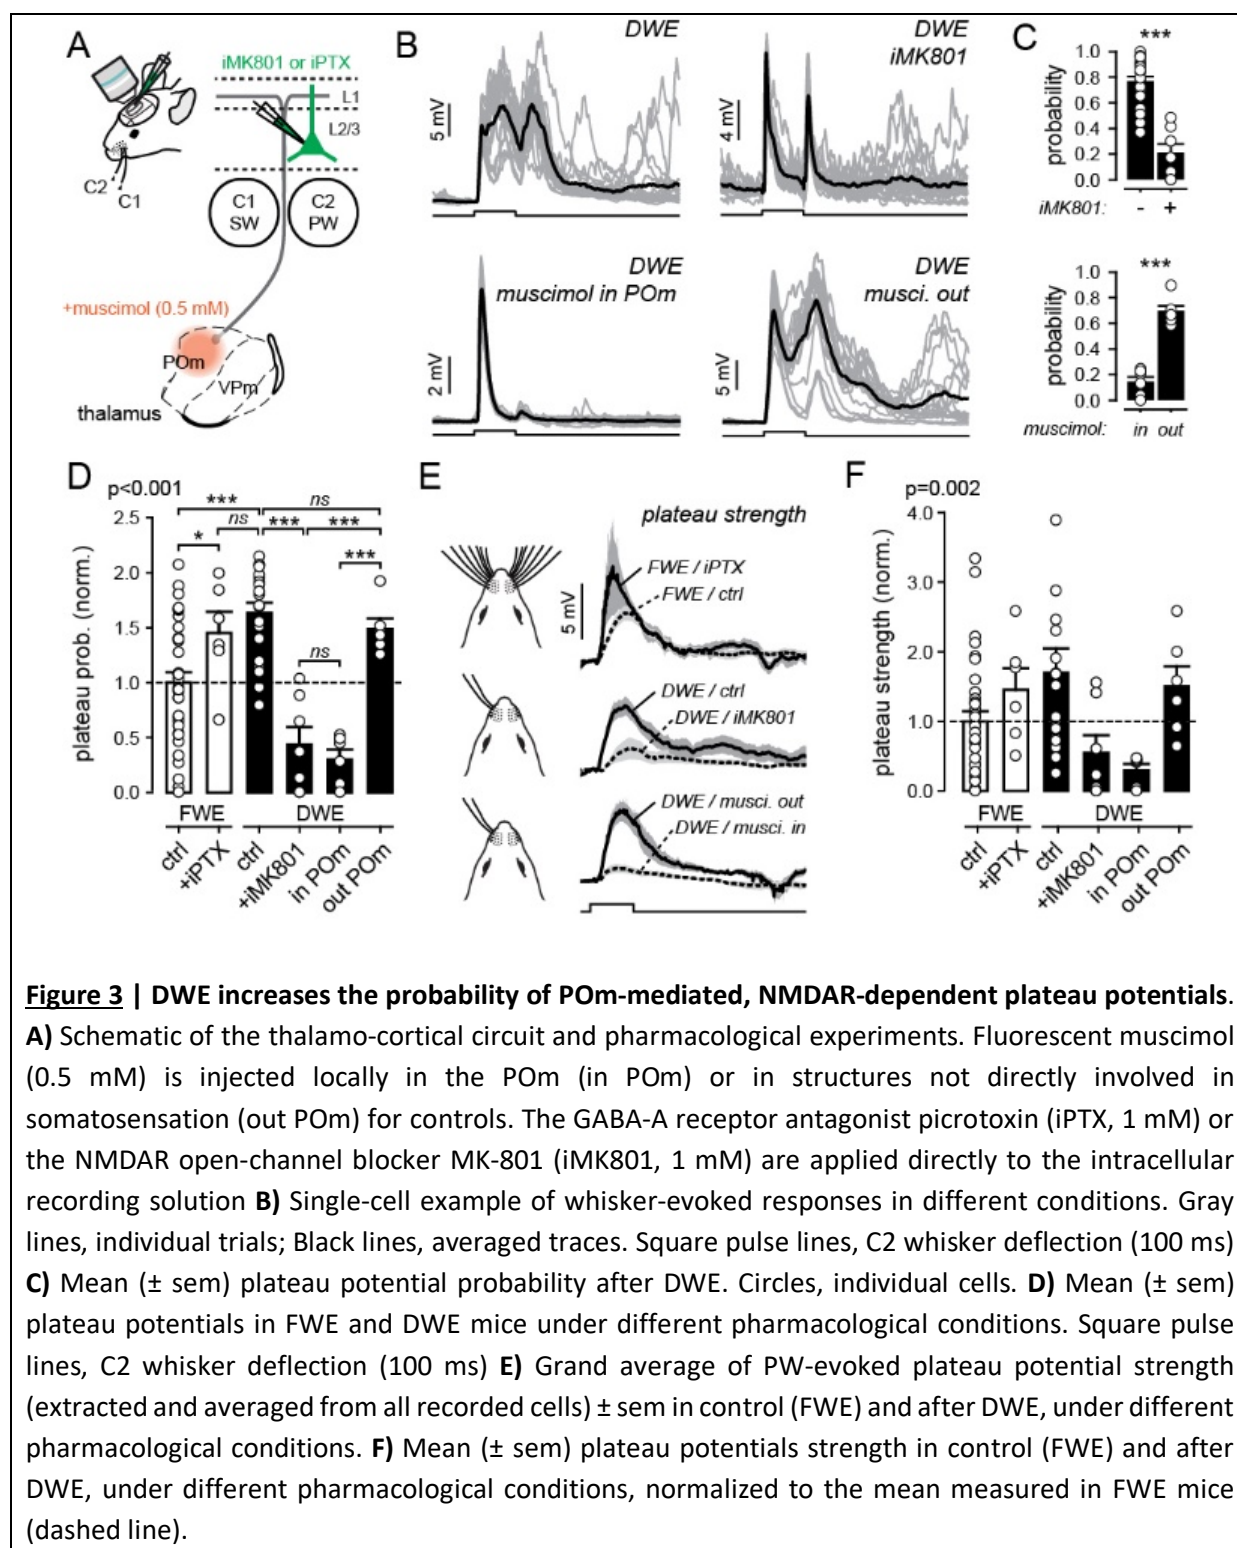 A
iMK801 or iPTX
L1
L2/3
C2
C1
C1
SW
C2
PW
+muscimol (0.5 mM)
POm
VPm
thalamus
B
DWE
5 mV
DWE
iMK801
4 mV
DWE
muscimol in POm
2 mV
DWE
musci. out
5 mV
C
***
probability
1.0
0.8
0.6
0.4
0.2
0.0
iMK801: - +
***
probability
1.0
0.8
0.6
0.4
0.2
0.0
muscimol: in out
D
p<0.001
*** ns
ns *** ***
*
***
ns
plateau prob. (norm.)
2.5
2.0
1.5
1.0
0.5
0.0
FWE DWE
ctrl
+iPTX
ctrl
+iMK801
in POm
out POm
E
plateau strength
5 mV
FWE / iPTX
FWE / ctrl
DWE / ctrl
DWE / iMK801
DWE / musci. out
DWE / musci. in
F
p=0.002
plateau strength (norm.)
4.0
3.0
2.0
1.0
0.0
FWE DWE
ctrl
+iPTX
ctrl
+iMK801
in POm
out POm
Figure 3 | DWE increases the probability of POm-mediated, NMDAR-dependent plateau potentials.
A) Schematic of the thalamo-cortical circuit and pharmacological experiments. Fluorescent muscimol
(0.5 mM) is injected locally in the POm (in POm) or in structures not directly involved in
somatosensation (out POm) for controls. The GABA-A receptor antagonist picrotoxin (iPTX, 1 mM) or
the NMDAR open-channel blocker MK-801 (iMK801, 1 mM) are applied directly to the intracellular
recording solution B) Single-cell example of whisker-evoked responses in different conditions. Gray
lines, individual trials; Black lines, averaged traces. Square pulse lines, C2 whisker deflection (100 ms)
C) Mean (± sem) plateau potential probability after DWE. Circles, individual cells. D) Mean (± sem)
plateau potentials in FWE and DWE mice under different pharmacological conditions. Square pulse
lines, C2 whisker deflection (100 ms) E) Grand average of PW-evoked plateau potential strength
(extracted and averaged from all recorded cells) ± sem in control (FWE) and after DWE, under different
pharmacological conditions. F) Mean (± sem) plateau potentials strength in control (FWE) and after
DWE, under different pharmacological conditions, normalized to the mean measured in FWE mice
(dashed line).